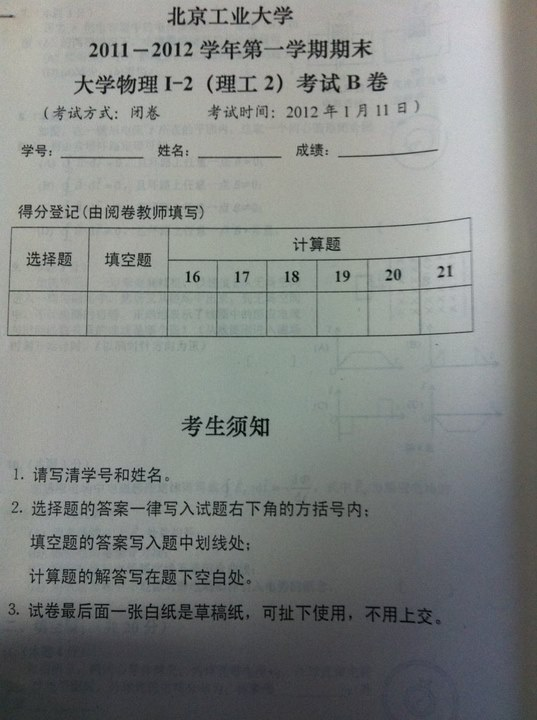 北京工业大学
2011－2012 学年第一学期期末
大学物理 I-2（理工 2）考试 B 卷
（考试方式：闭卷 考试时间：2012 年 1 月 11 日）
学号： 姓名： 成绩：
得分登记(由阅卷教师填写)
选择题 填空题 计算题
16 17 18 19 20 21
考生须知
1. 请写清学号和姓名。
2. 选择题的答案一律写入试题右下角的方括号内；
填空题的答案写入题中划线处；
计算题的解答写在题下空白处。
3. 试卷最后面一张白纸是草稿纸，可扯下使用，不用上交。